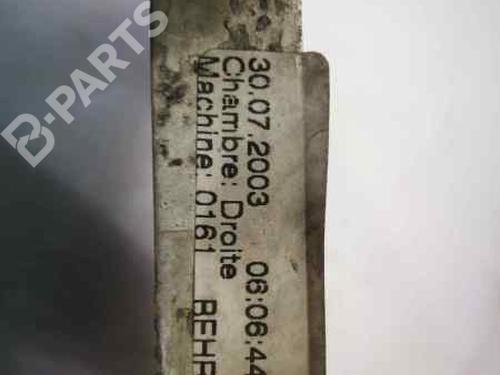 30.07.2003 06:06:44
Chambre: Droite
Machine: 0161 BEHR
B-PARTS